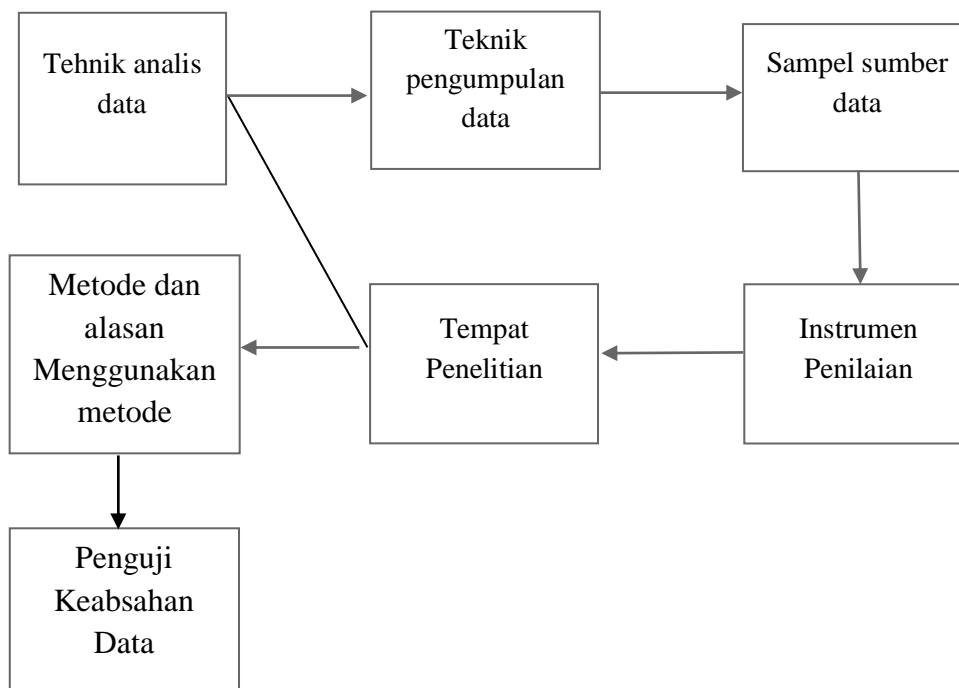 Tehnik analis
data
Teknik
pengumpulan
data
Sampel sumber
data
Metode dan
alasan
Menggunakan
metode
Tempat
Penelitian
Instrumen
Penilaian
Penguji
Keabsahan
Data